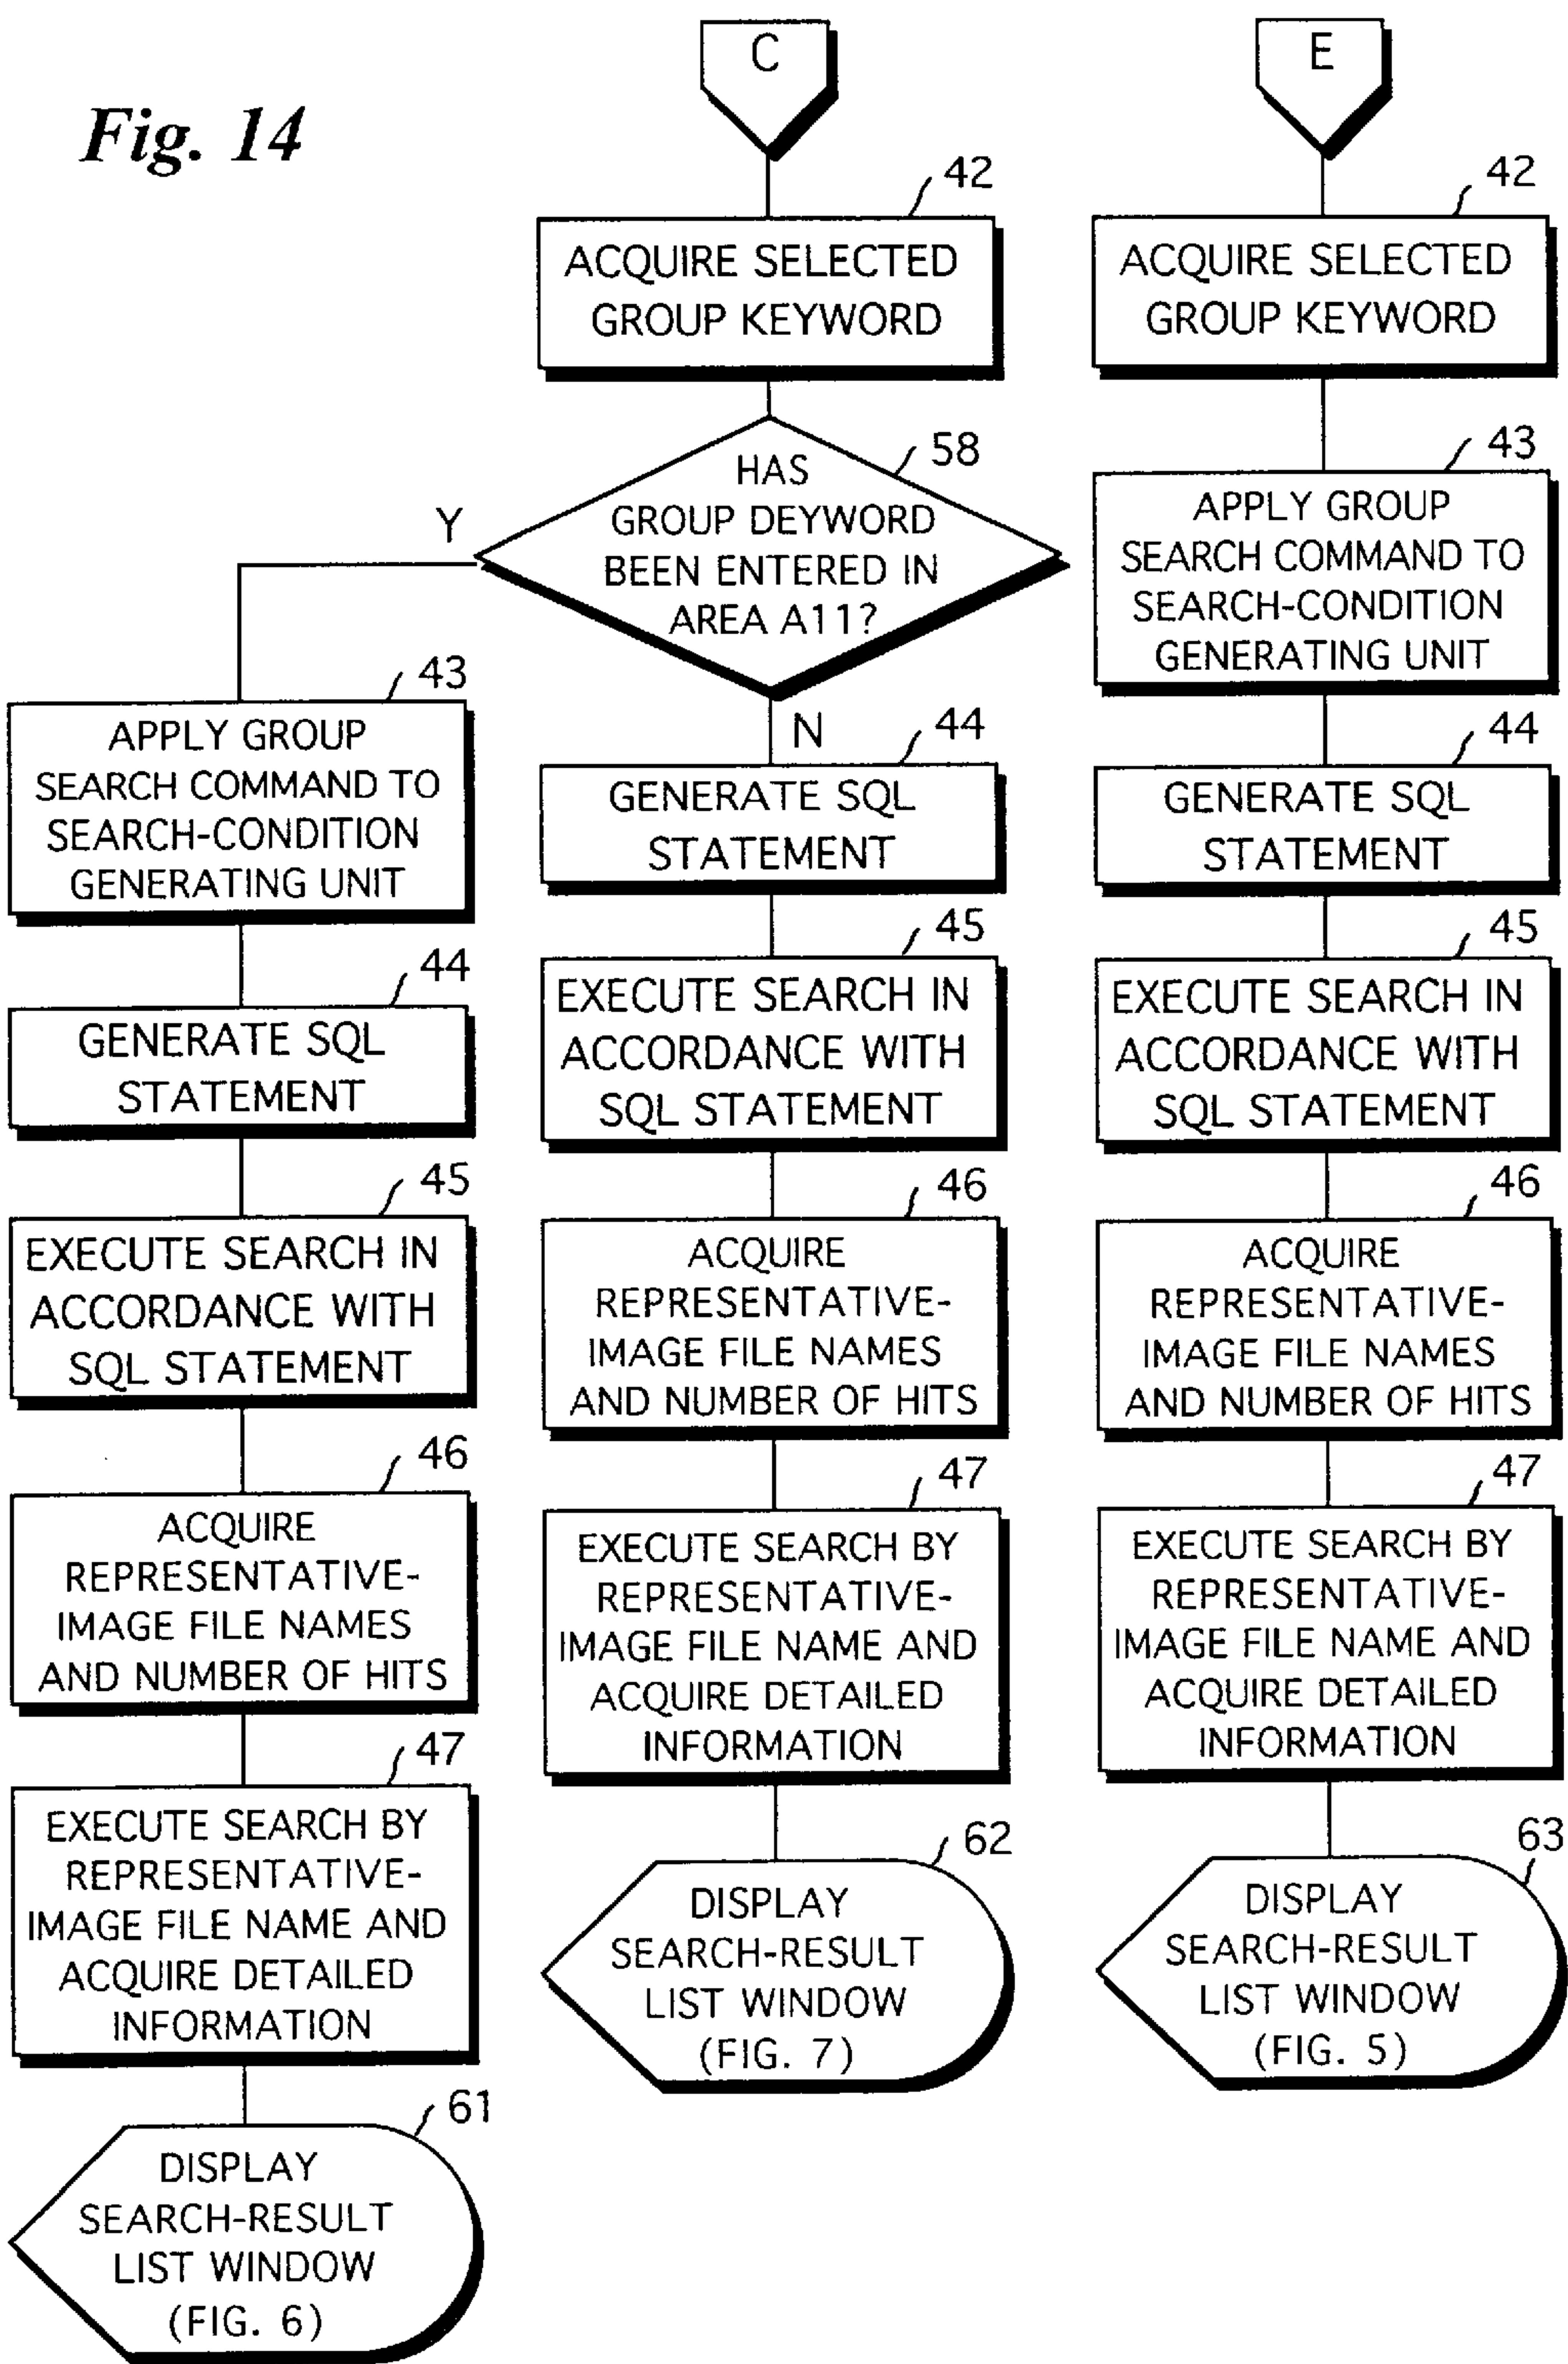 Fig. 14
C
42
ACQUIRE SELECTED
GROUP KEYWORD
58
HAS
GROUP DEYWORD
BEEN ENTERED IN
AREA A11?
Y
43
APPLY GROUP
SEARCH COMMAND TO
SEARCH-CONDITION
GENERATING UNIT
44
GENERATE SQL
STATEMENT
45
EXECUTE SEARCH IN
ACCORDANCE WITH
SQL STATEMENT
46
ACQUIRE
REPRESENTATIVE-
IMAGE FILE NAMES
AND NUMBER OF HITS
47
EXECUTE SEARCH BY
REPRESENTATIVE-
IMAGE FILE NAME AND
ACQUIRE DETAILED
INFORMATION
61
DISPLAY
SEARCH-RESULT
LIST WINDOW
(FIG. 6)
N
44
GENERATE SQL
STATEMENT
45
EXECUTE SEARCH IN
ACCORDANCE WITH
SQL STATEMENT
46
ACQUIRE
REPRESENTATIVE-
IMAGE FILE NAMES
AND NUMBER OF HITS
47
EXECUTE SEARCH BY
REPRESENTATIVE-
IMAGE FILE NAME AND
ACQUIRE DETAILED
INFORMATION
62
DISPLAY
SEARCH-RESULT
LIST WINDOW
(FIG. 7)
E
42
ACQUIRE SELECTED
GROUP KEYWORD
43
APPLY GROUP
SEARCH COMMAND TO
SEARCH-CONDITION
GENERATING UNIT
44
GENERATE SQL
STATEMENT
45
EXECUTE SEARCH IN
ACCORDANCE WITH
SQL STATEMENT
46
ACQUIRE
REPRESENTATIVE-
IMAGE FILE NAMES
AND NUMBER OF HITS
47
EXECUTE SEARCH BY
REPRESENTATIVE-
IMAGE FILE NAME AND
ACQUIRE DETAILED
INFORMATION
63
DISPLAY
SEARCH-RESULT
LIST WINDOW
(FIG. 5)